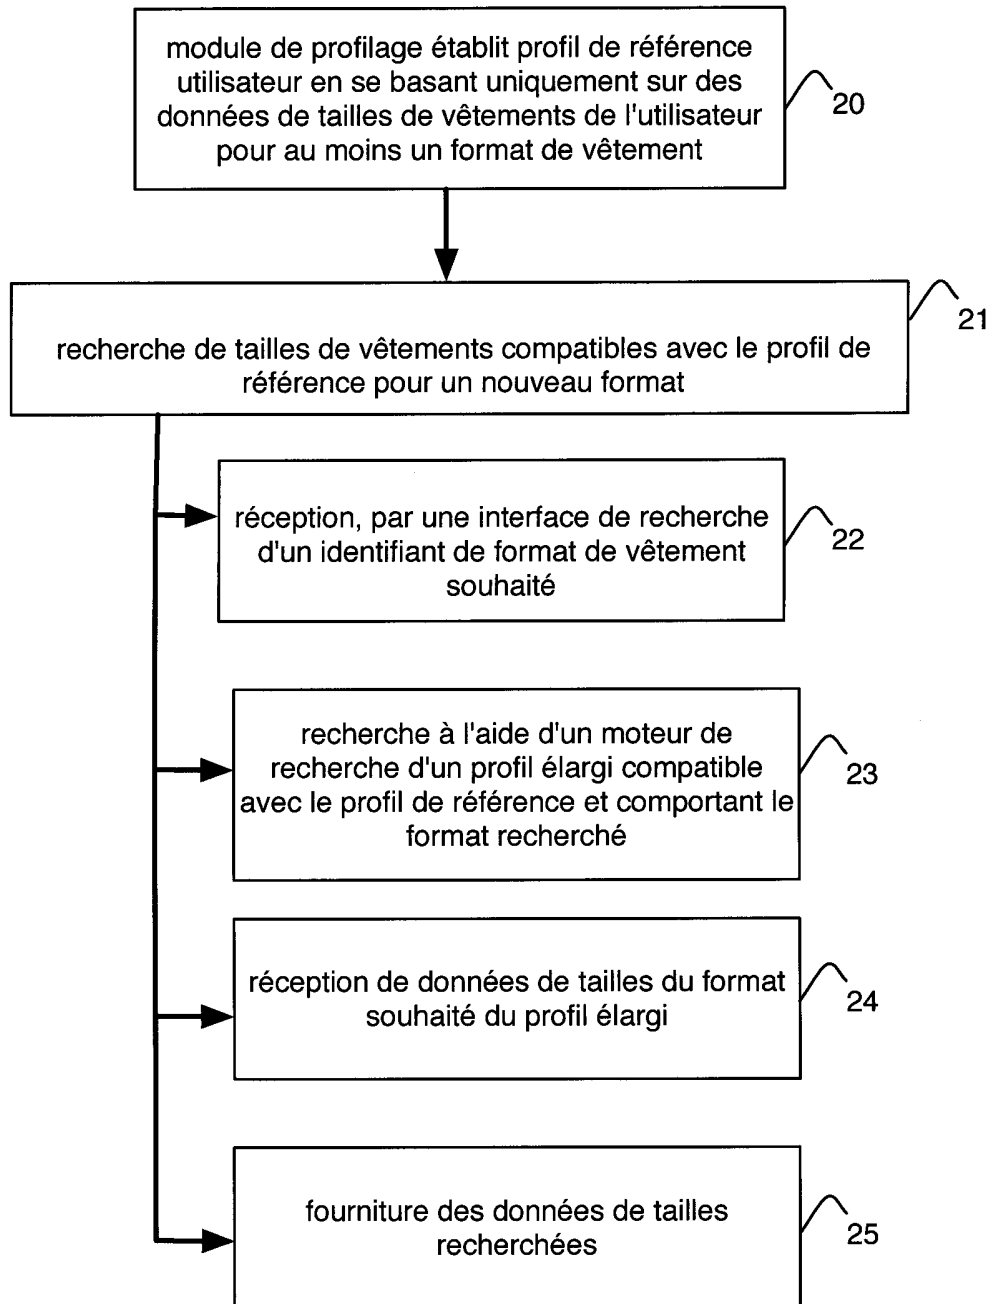 module de profilage établit profil de référence
utilisateur en se basant uniquement sur des
données de tailles de vêtements de l'utilisateur
pour au moins un format de vêtement
20
recherche de tailles de vêtements compatibles avec le profil de
référence pour un nouveau format
21
réception, par une interface de recherche
d'un identifiant de format de vêtement
souhaité
22
recherche à l'aide d'un moteur de
recherche d'un profil élargi compatible
avec le profil de référence et comportant le
format recherché
23
réception de données de tailles du format
souhaité du profil élargi
24
fourniture des données de tailles
recherchées
25